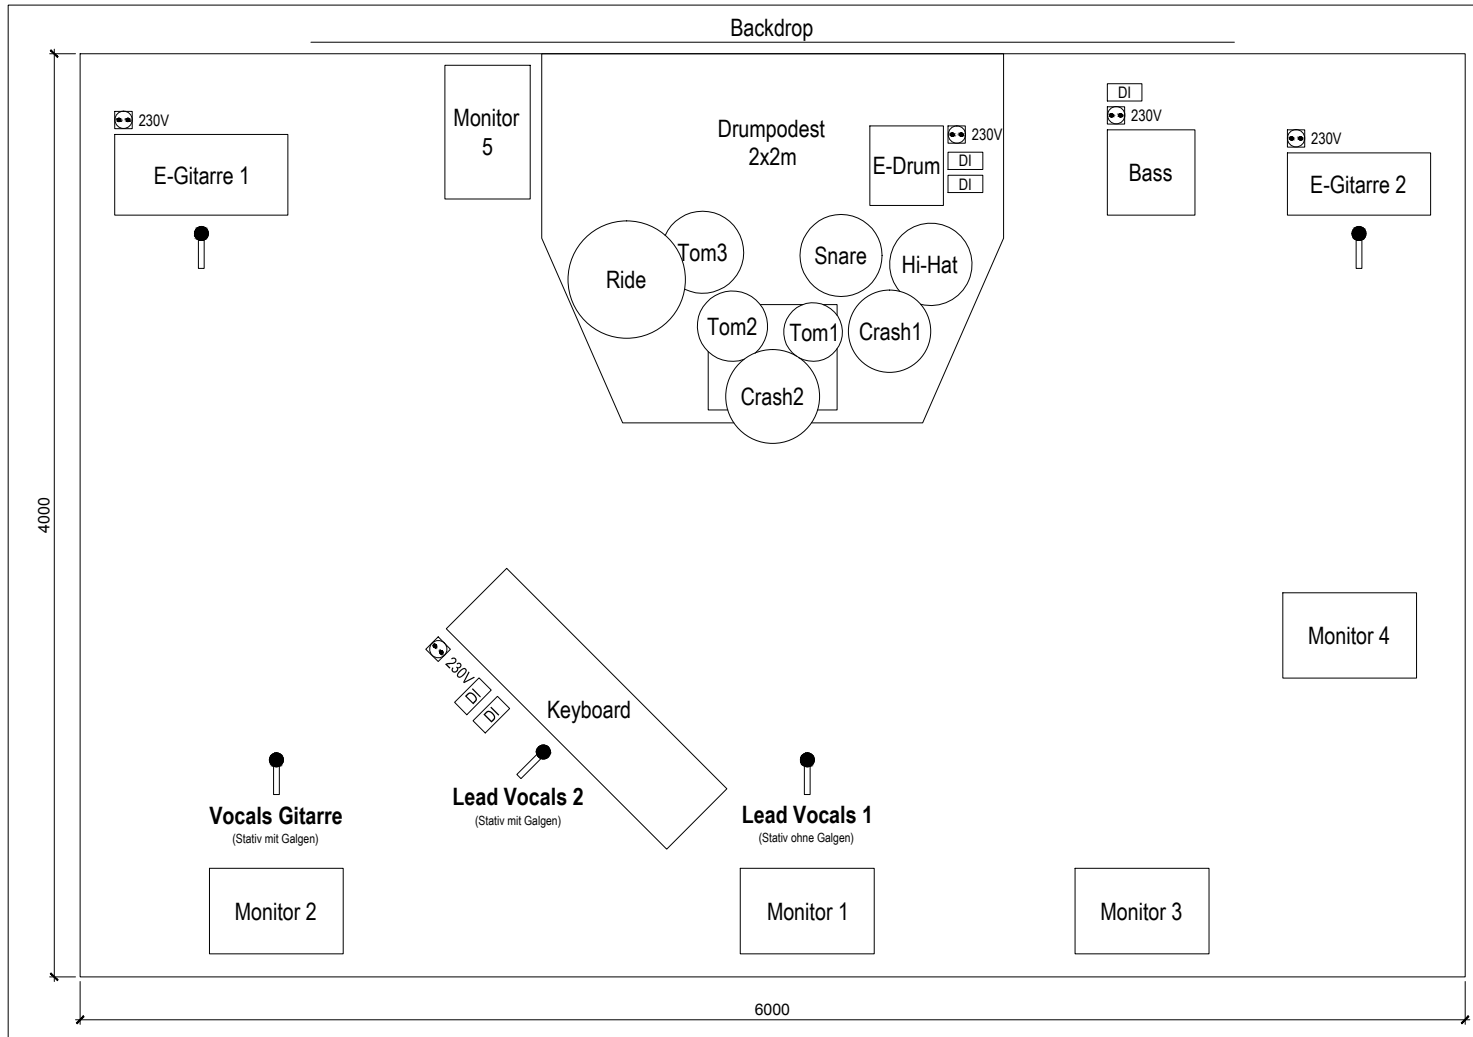 Backdrop
230V
E-Gitarre 1
Monitor
5
Drumpodest
2x2m
E-Drum
230V
DI
DI
DI
230V
Bass
230V
E-Gitarre 2
Ride
Tom3
Snare
Hi-Hat
Tom2
Tom1
Crash1
Crash2
4000
230V
DI
DI
Keyboard
Monitor 4
Vocals Gitarre
(Stativ mit Galgen)
Lead Vocals 2
(Stativ mit Galgen)
Lead Vocals 1
(Stativ ohne Galgen)
Monitor 2
Monitor 1
Monitor 3
6000